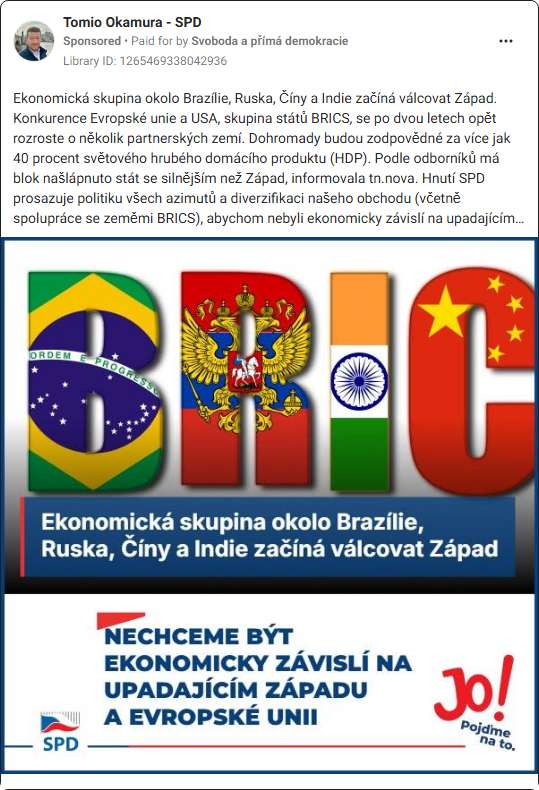 Tomio Okamura - SPD
Sponsored • Paid for by Svoboda a přímá demokracie
Library ID: 1265469338042936
Ekonomická skupina okolo Brazílie, Ruska, Číny a Indie začíná válcovat Západ.
Konkurence Evropské unie a USA, skupina států BRICS, se po dvou letech opět
rozroste o několik partnerských zemí. Dohromady budou zodpovědné za více jak
40 procent světového hrubého domácího produktu (HDP). Podle odborníků má
blok našlápnuto stát se silnějším než Západ, informovala tn.nova. Hnutí SPD
prosazuje politiku všech azimutů a diverzifikaci našeho obchodu (včetně
spolupráce se zeměmi BRICS), abychom nebyli ekonomicky závislí na upadajícím...
BRIC
ORDEM E PROGRESSO
Ekonomická skupina okolo Brazílie,
Ruska, Číny a Indie začíná válcovat Západ
NECHCEME BÝT
EKONOMICKY ZÁVISLÍ NA
UPADAJÍCÍM ZÁPADU
A EVROPSKÉ UNII
SPD
Jo!
Pojďme
na to.